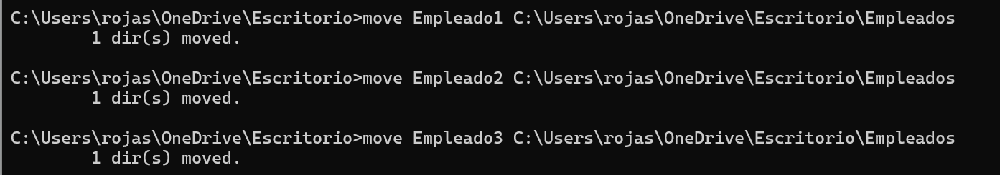 C:\Users\rojas\OneDrive\Escritorio>move Empleado1 C:\Users\rojas\OneDrive\Escritorio\Empleados
        1 dir(s) moved.

C:\Users\rojas\OneDrive\Escritorio>move Empleado2 C:\Users\rojas\OneDrive\Escritorio\Empleados
        1 dir(s) moved.

C:\Users\rojas\OneDrive\Escritorio>move Empleado3 C:\Users\rojas\OneDrive\Escritorio\Empleados
        1 dir(s) moved.